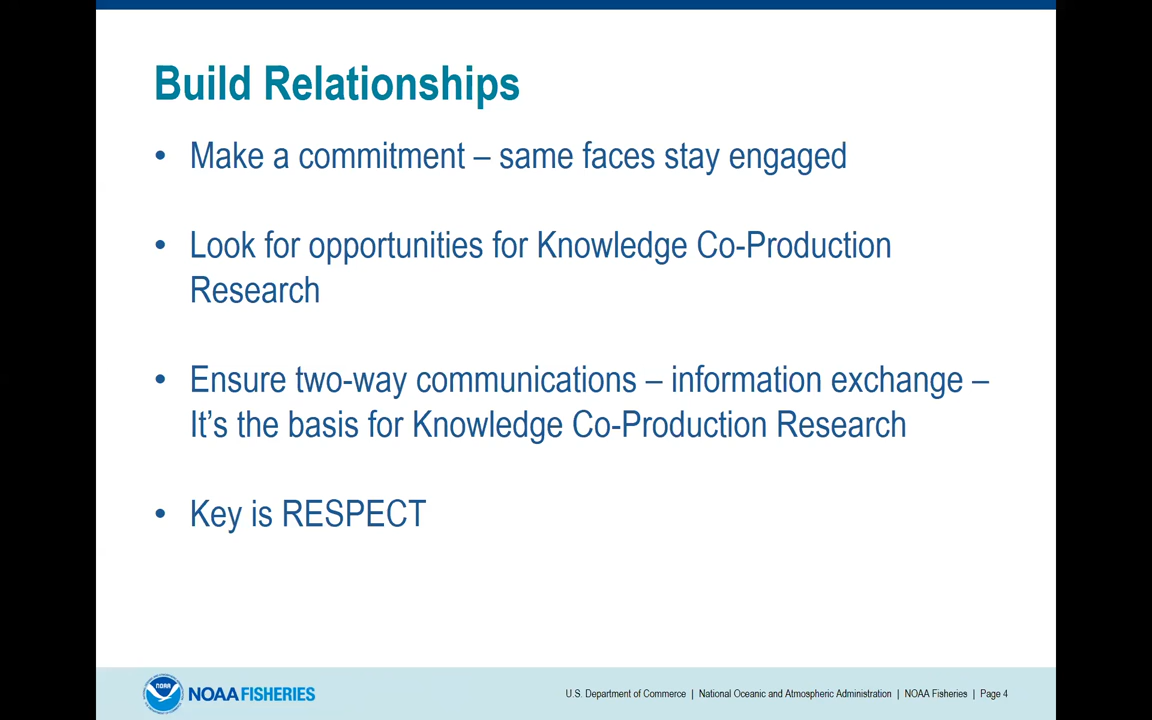 Build Relationships
• Make a commitment – same faces stay engaged
• Look for opportunities for Knowledge Co-Production
Research
• Ensure two-way communications – information exchange –
It's the basis for Knowledge Co-Production Research
• Key is RESPECT
NOAA
NOAA FISHERIES
U.S. Department of Commerce | National Oceanic and Atmospheric Administration | NOAA Fisheries | Page 4